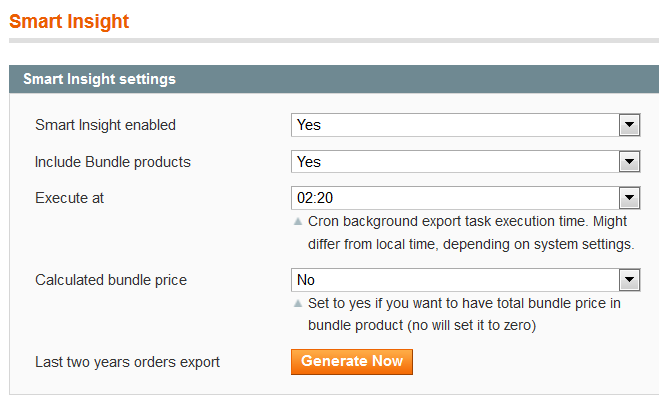 Smart Insight
Smart Insight settings
Smart Insight enabled Yes
Include Bundle products Yes
Execute at 02:20
Cron background export task execution time. Might
differ from local time, depending on system settings.
Calculated bundle price No
Set to yes if you want to have total bundle price in
bundle product (no will set it to zero)
Last two years orders export Generate Now